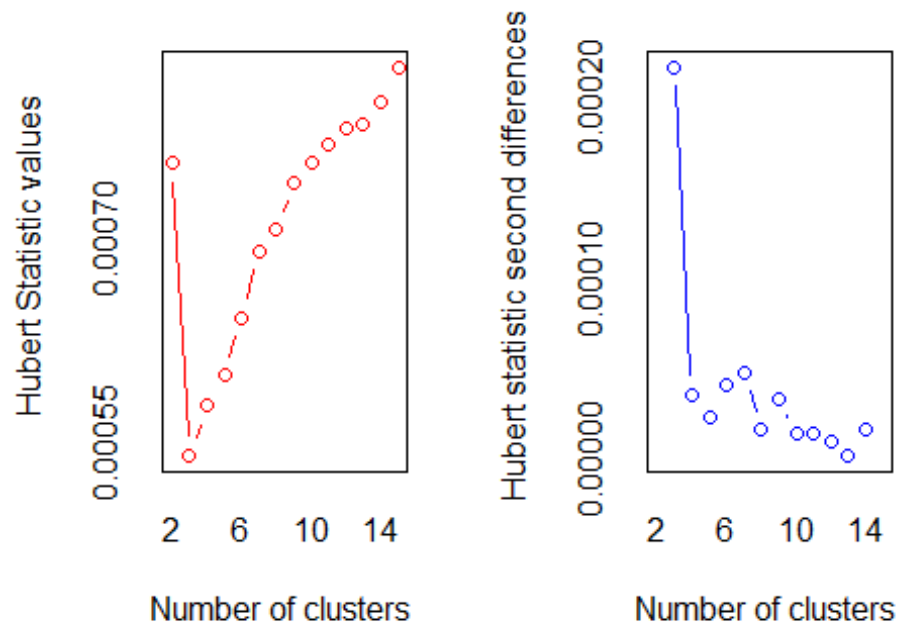 Hubert Statistic values
0.00055 0.00070
2 6 10 14
Number of clusters
Hubert statistic second differences
0.00000 0.00010 0.00020
2 6 10 14
Number of clusters